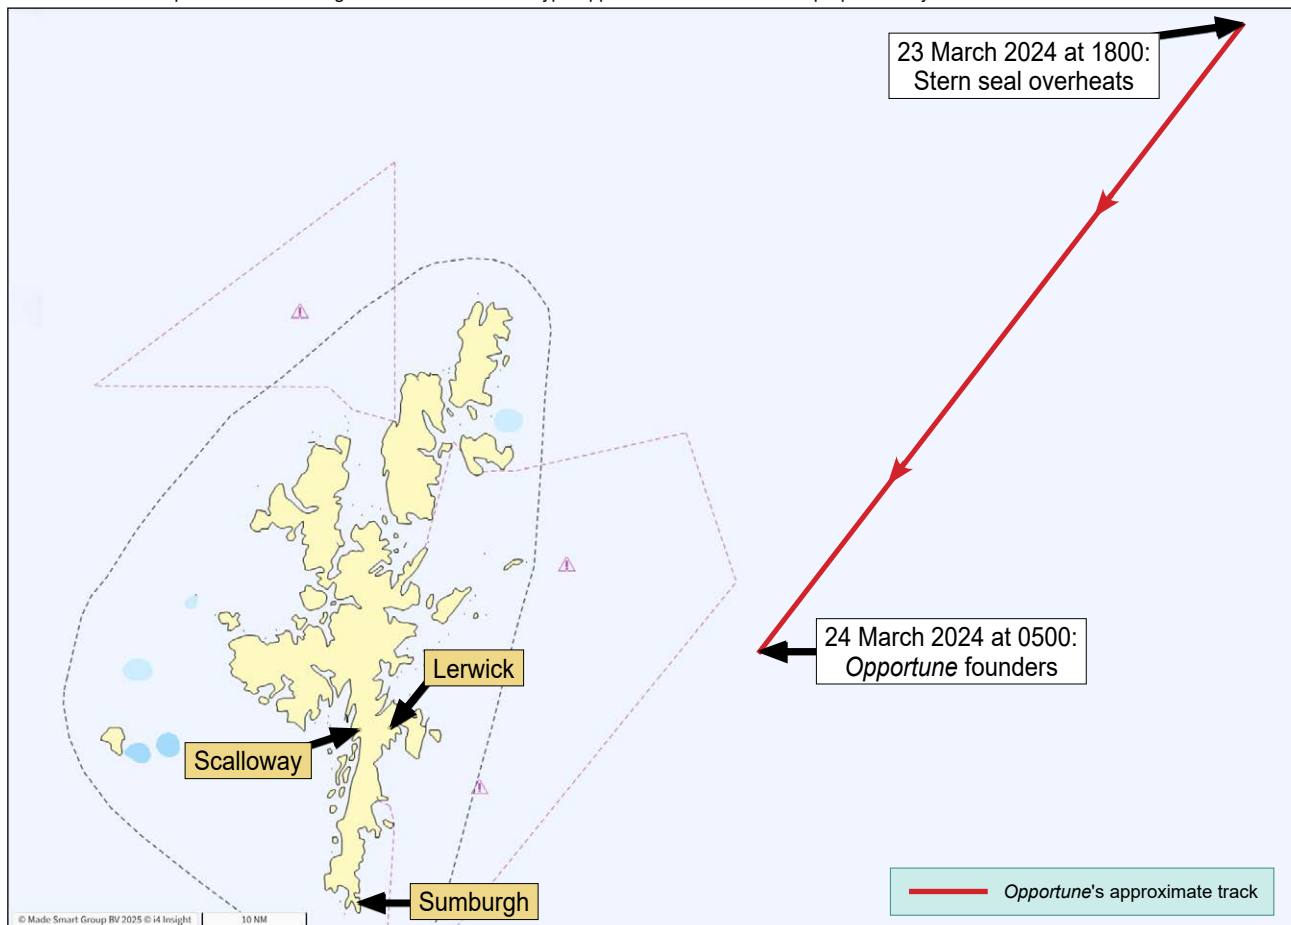 23 March 2024 at 1800:
Stern seal overheats
24 March 2024 at 0500:
Opportune founders
Lerwick
Scalloway
Sumburgh
Opportune's approximate track
© Made Smart Group BV 2025 © i4 Insight
10 NM